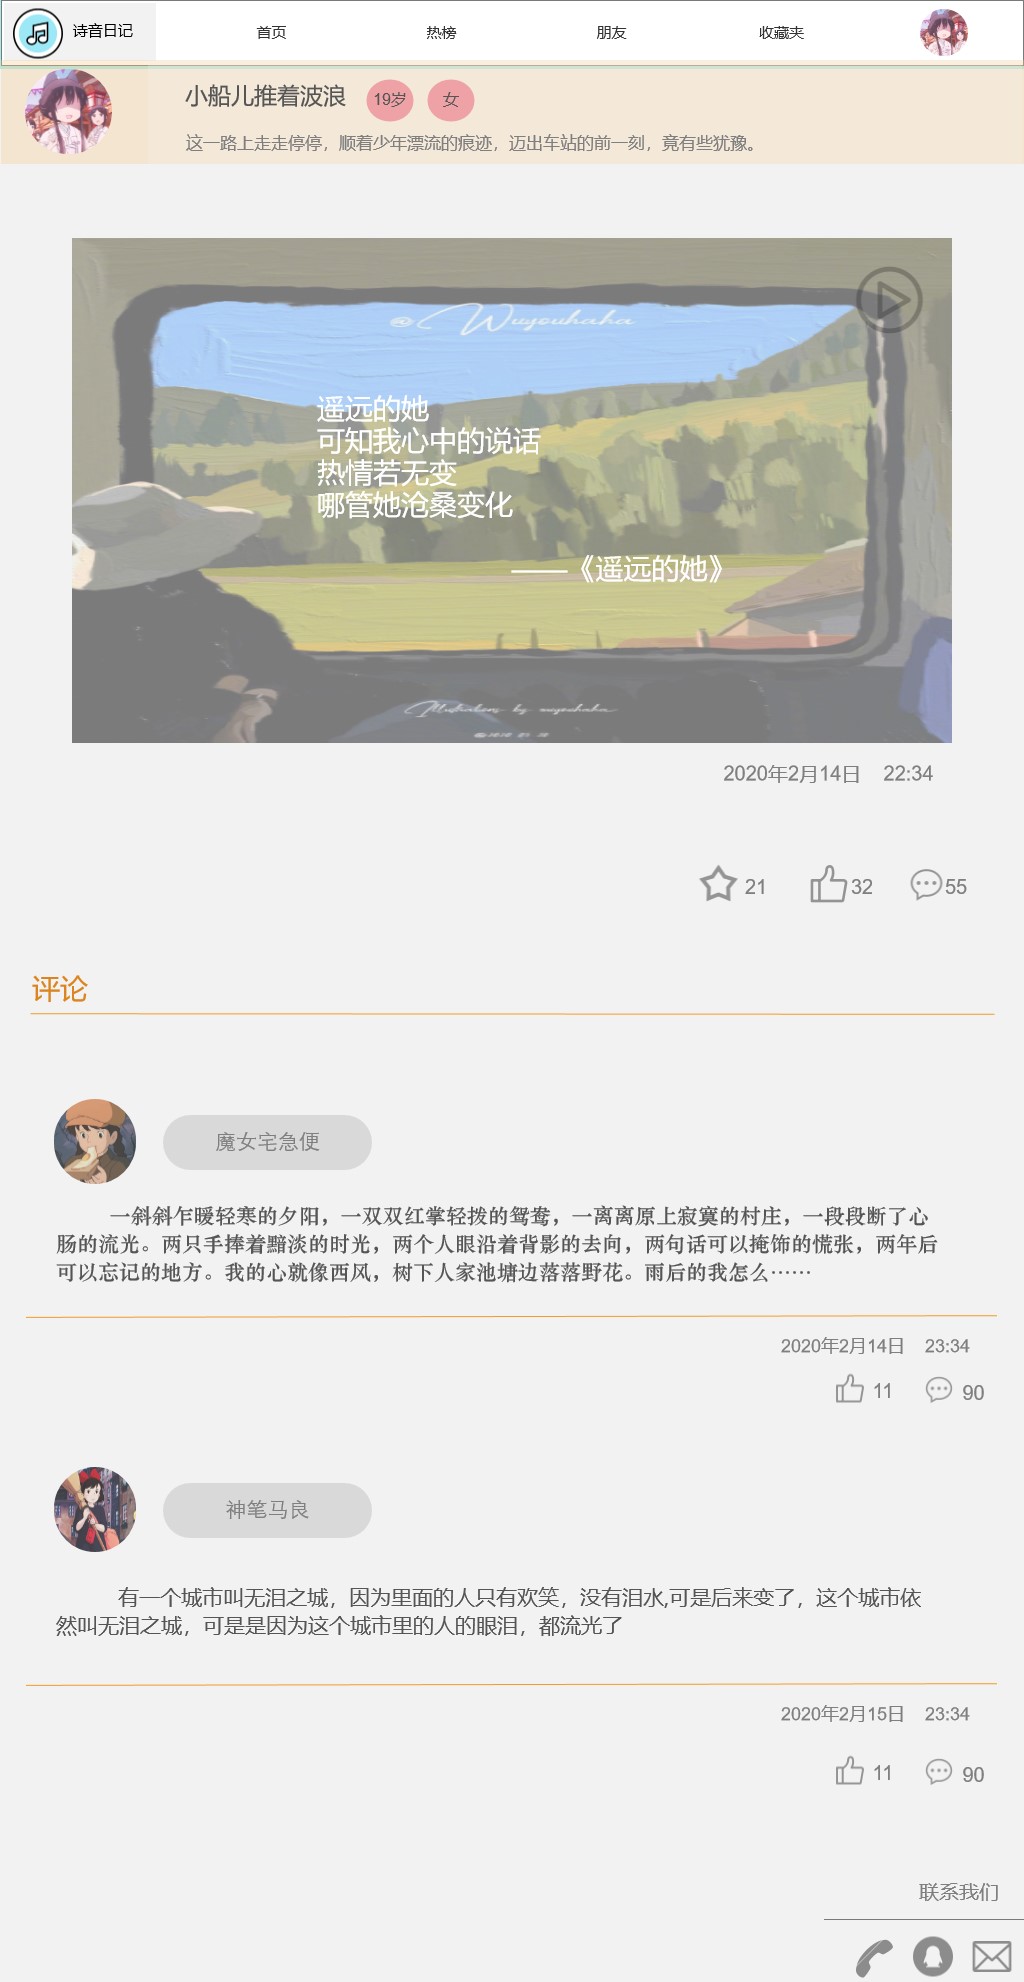 诗音日记
首页
热榜
朋友
收藏夹
小船儿推着波浪
19岁
女
这一路上走走停停，顺着少年漂流的痕迹，迈出车站的前一刻，竟有些犹豫。
@Wuyouhaha
遥远的她
可知我心中的说话
热情若无变
哪管她沧桑变化
——《遥远的她》
Illustrations by wuyouhaha
2020年2月14日 22:34
21
32
55
评论
魔女宅急便
一斜斜乍暖轻寒的夕阳，一双双红掌轻拨的鸳鸯，一离离原上寂寞的村庄，一段段断了心
肠的流光。两只手捧着黯淡的时光，两个人眼沿着背影的去向，两句话可以掩饰的慌张，两年后
可以忘记的地方。我的心就像西风，树下人家池塘边落落野花。雨后的我怎么……
2020年2月14日 23:34
11
90
神笔马良
有一个城市叫无泪之城，因为里面的人只有欢笑，没有泪水,可是后来变了，这个城市依
然叫无泪之城，可是是因为这个城市里的人的眼泪，都流光了
2020年2月15日 23:34
11
90
联系我们